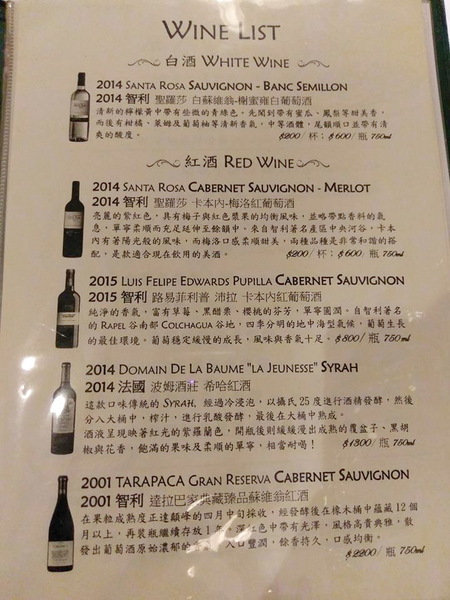 WINE LIST
白酒 WHITE WINE
2014 SANTA ROSA SAUVIGNON - BANC SEMILLON
2014 智利 聖羅莎 白蘇維翁-榭蜜雍白葡萄酒
清新的檸檬黃中帶有些微的青綠色。先聞到帶有蜜瓜、鳳梨等甜美香，
而後有柑橘、萊姆及葡萄柚等清新香氣，中等酒體，尾韻順口並帶有清
爽的酸度。 $200/ 杯；$600/ 瓶 750ml
紅酒 RED WINE
2014 SANTA ROSA CABERNET SAUVIGNON - MERLOT
2014 智利 聖羅莎 卡本內-梅洛紅葡萄酒
亮麗的紫紅色，具有梅子與紅色漿果的均衡風味，並略帶點香料的氣
息，單寧柔順而充足延伸至餘韻中。來自智利著名產區中央河谷，卡本
內有著陽光般的風味，而梅洛口感柔順甜美，兩種品種是非常和諧的搭
配，是款適合現在飲用的美酒。 $200/ 杯；$600/ 瓶 750ml
2015 LUIS FELIPE EDWARDS PUPILLA CABERNET SAUVIGNON
2015 智利 路易菲利普 沛拉 卡本內紅葡萄酒
純淨的香氣，富有草莓、黑醋栗、櫻桃的芬芳，單寧圓潤。自智利著名
的 RAPEL 谷南部 COLCHAGUA 谷地，四季分明的地中海型氣候，葡萄生長
的最佳環境。葡萄穩定緩慢的成長，風味與香氣十足。 $800/ 瓶 750ml
2014 DOMAIN DE LA BAUME "LA JEUNESSE" SYRAH
2014 法國 波姆酒莊 希哈紅酒
這款口味傳統的 SYRAH，經過冷浸泡，以攝氏 25 度進行酒精發酵，然後
分入大桶中，榨汁，進行乳酸發酵，最後在大桶中熟成。
酒液呈現映著紅光的紫羅蘭色，開瓶後則緩緩漫出成熟的覆盆子、黑胡
椒與花香，飽滿的果味及柔順的單寧，相當耐喝！ $1300/ 瓶 750ml
2001 TARAPACA GRAN RESERVA CABERNET SAUVIGNON
2001 智利 達拉巴家典藏臻品蘇維翁紅酒
在果粒成熟度正達顛峰的四月中旬採收，經發酵後在橡木桶中蘊藏 12 個
月以上，再裝瓶繼續存放 1 年。深紅色中帶有光澤，風格高貴典雅，散
發出葡萄酒原始濃郁的 入口豐潤，餘香持久，口感均衡。
$2200/ 瓶 750ml